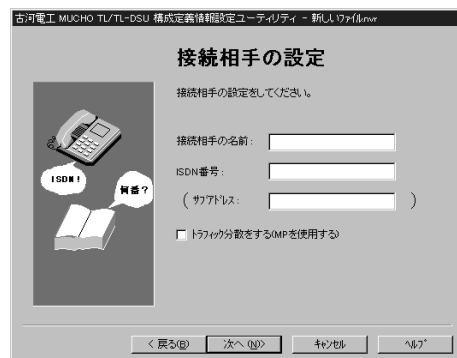 古河電工 MUCHO TL/TL-DSU 構成定義情報設定ユーティリティ - 新しいファイル.nvr
接続相手の設定
接続相手の設定をしてください。
接続相手の名前:
ISDN!
何番?
ISDN番号:
( サブアドレス: )
トラフィック分散をする(MPを使用する)
< 戻る(B)
次へ (N)>
キャンセル
ヘルプ